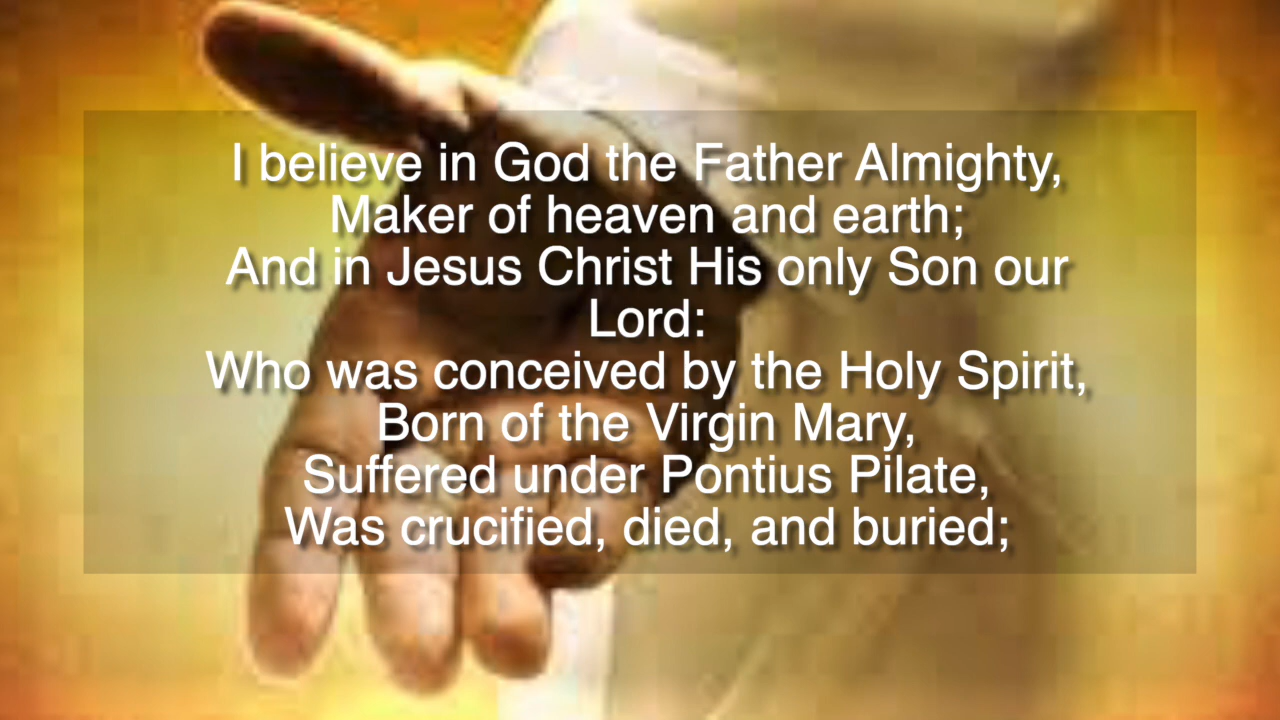 I believe in God the Father Almighty,
Maker of heaven and earth;
And in Jesus Christ His only Son our
Lord:
Who was conceived by the Holy Spirit,
Born of the Virgin Mary,
Suffered under Pontius Pilate,
Was crucified, died, and buried;